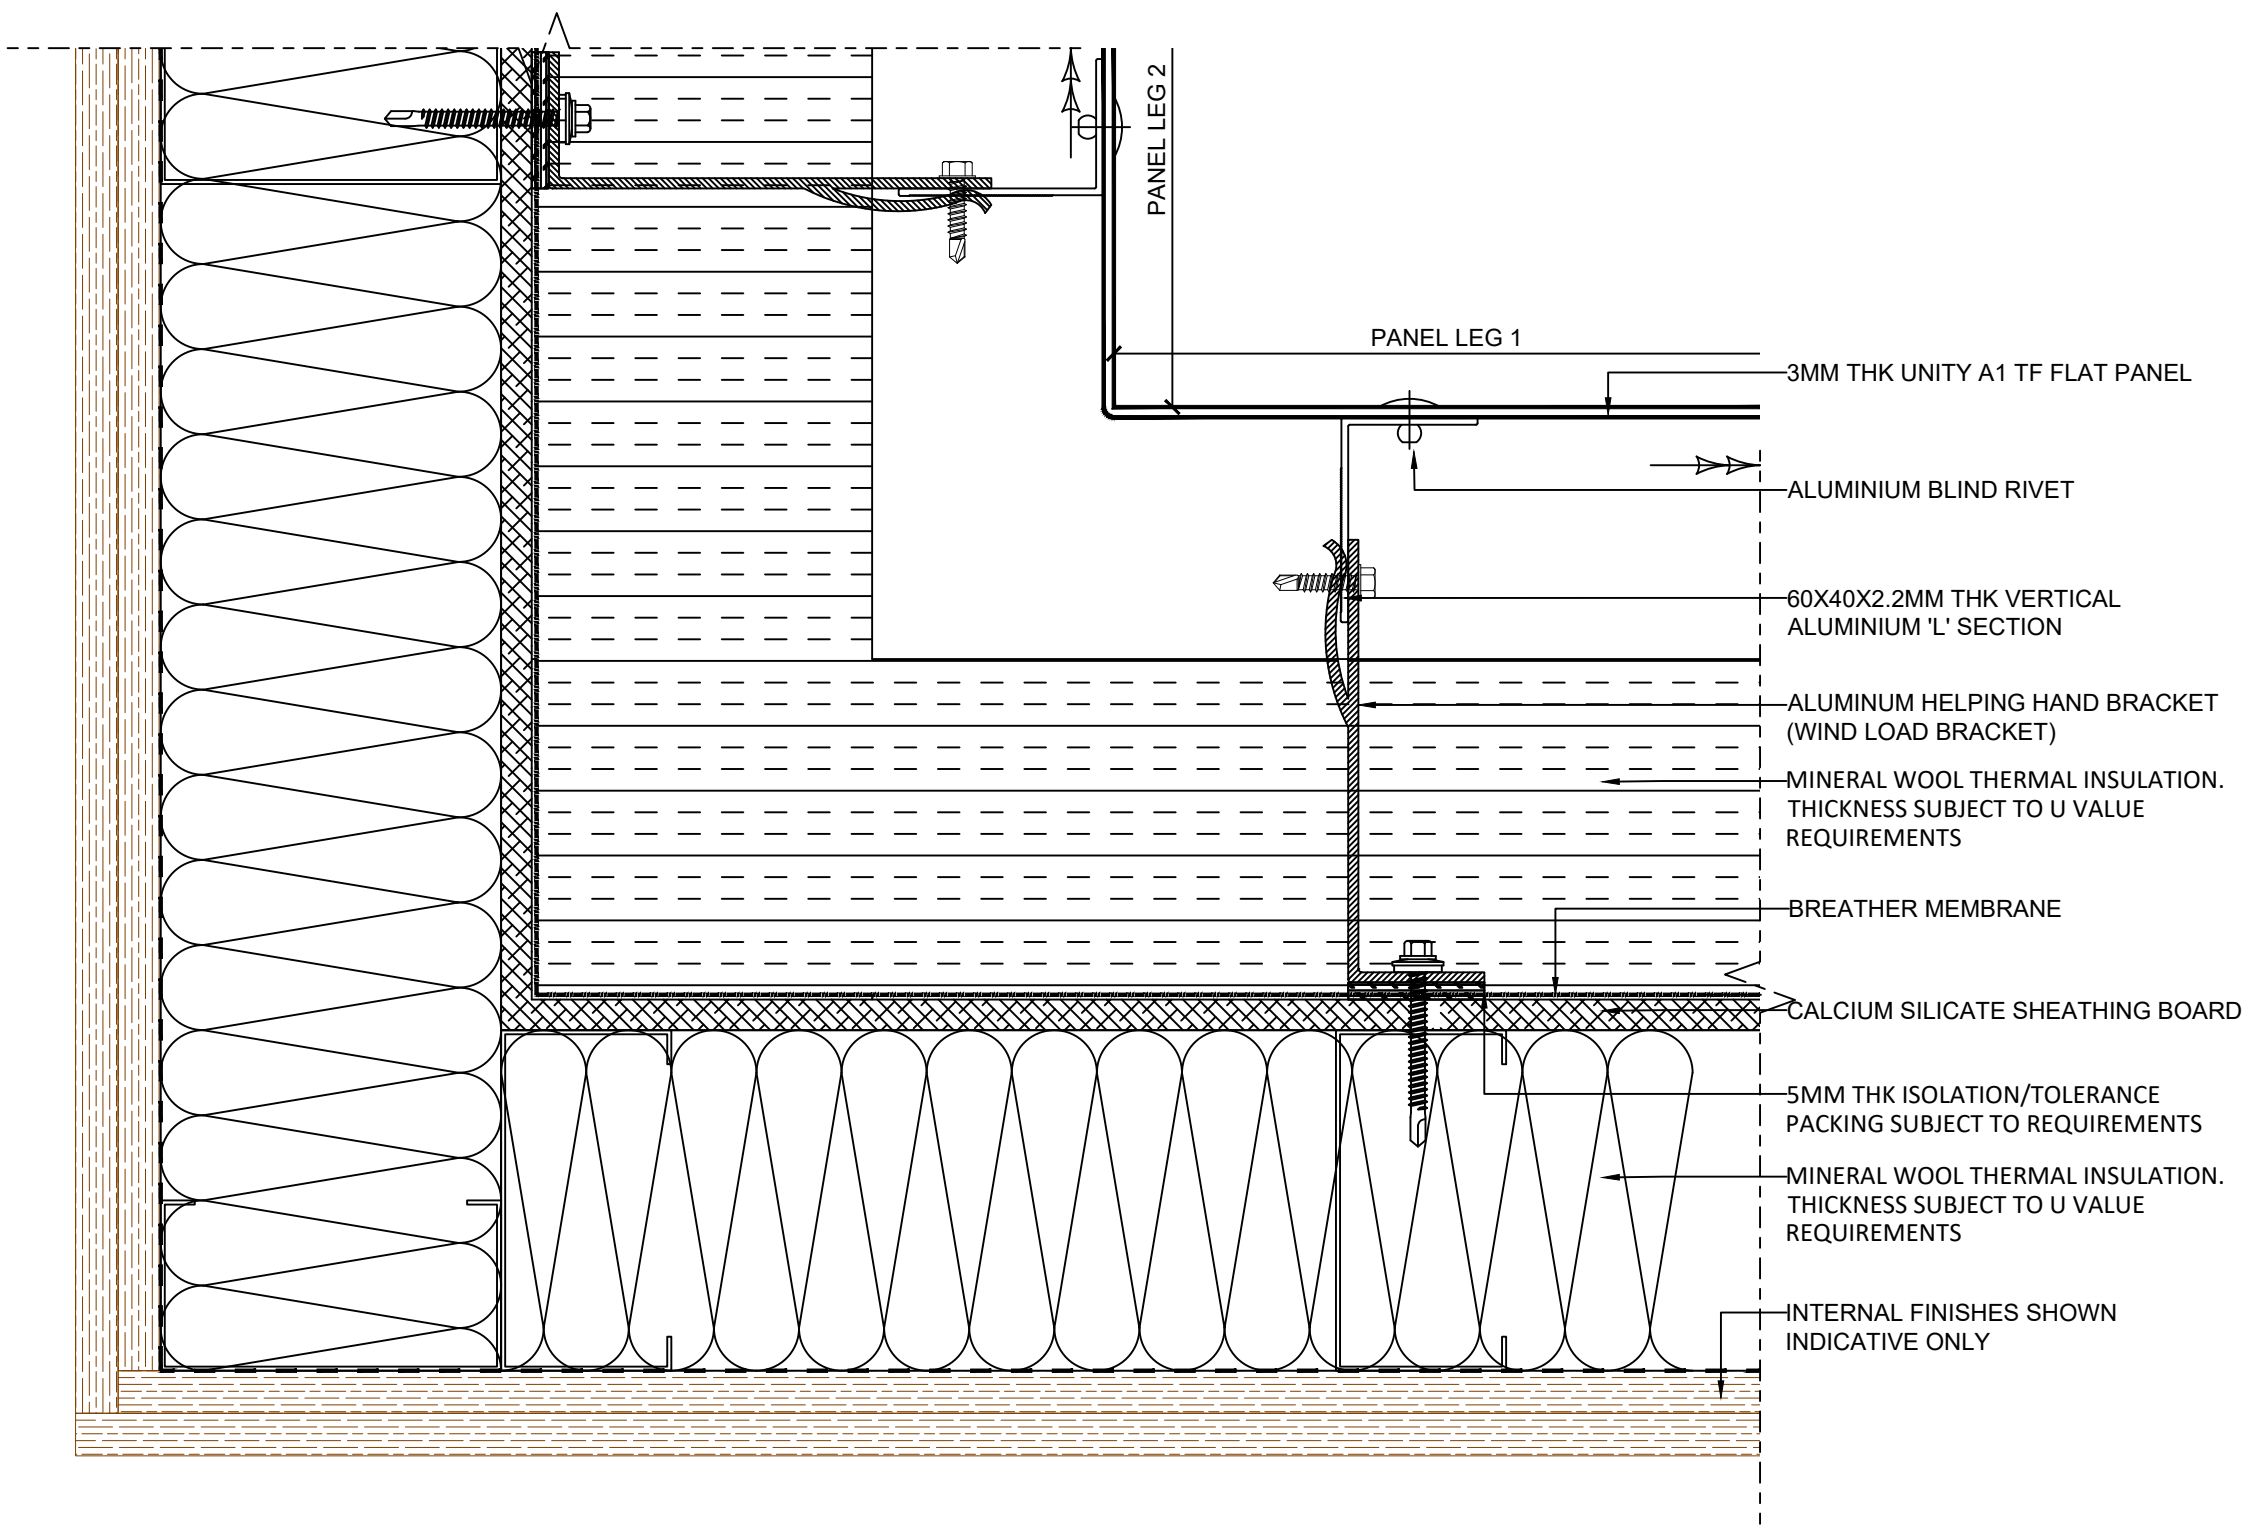 PANEL LEG 2
PANEL LEG 1
3MM THK UNITY A1 TF FLAT PANEL
ALUMINIUM BLIND RIVET
60X40X2.2MM THK VERTICAL
ALUMINIUM 'L' SECTION
ALUMINUM HELPING HAND BRACKET
(WIND LOAD BRACKET)
MINERAL WOOL THERMAL INSULATION.
THICKNESS SUBJECT TO U VALUE
REQUIREMENTS
BREATHER MEMBRANE
CALCIUM SILICATE SHEATHING BOARD
5MM THK ISOLATION/TOLERANCE
PACKING SUBJECT TO REQUIREMENTS
MINERAL WOOL THERMAL INSULATION.
THICKNESS SUBJECT TO U VALUE
REQUIREMENTS
INTERNAL FINISHES SHOWN
INDICATIVE ONLY